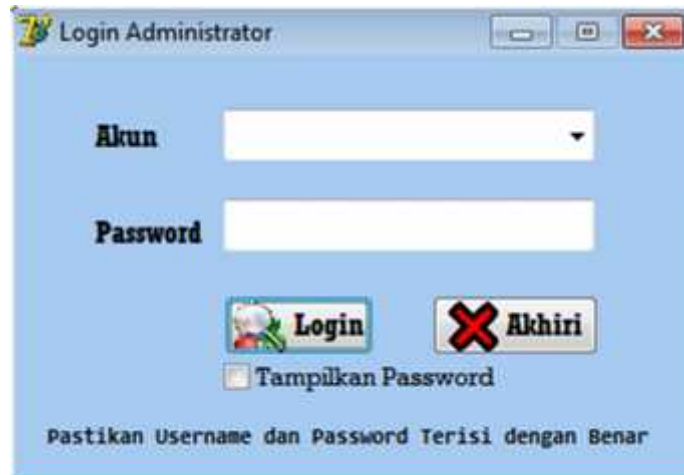 Login Administrator
Akun
Password
Login Akhiri
Tampilkan Password
Pastikan Username dan Password Terisi dengan Benar